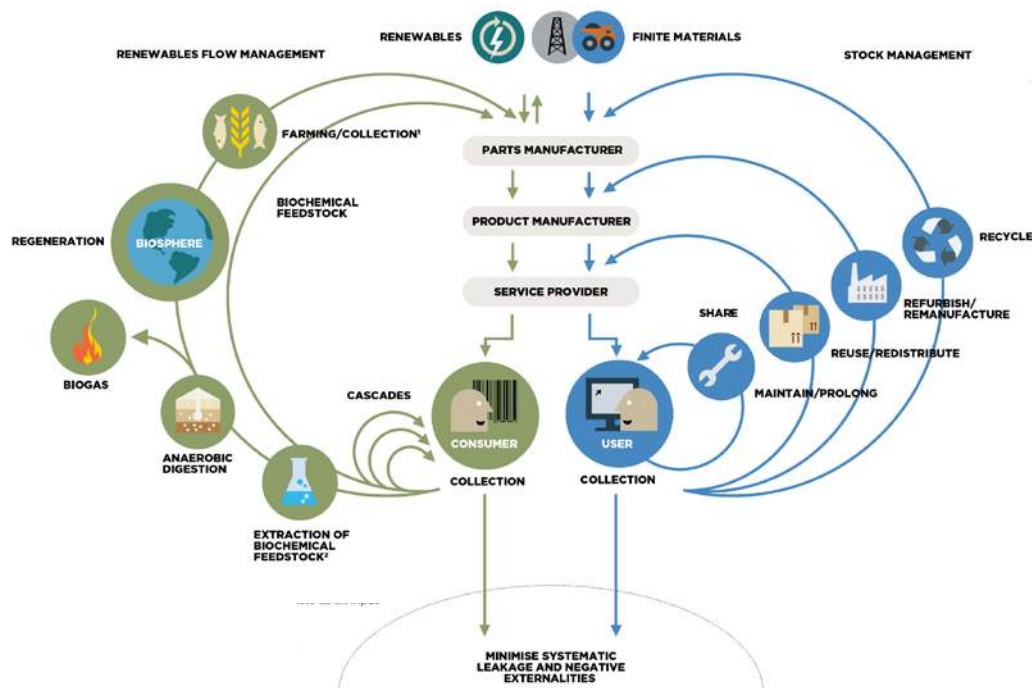 RENEWABLES
FINITE MATERIALS
RENEWABLES FLOW MANAGEMENT
STOCK MANAGEMENT
FARMING/COLLECTION¹
PARTS MANUFACTURER
BIOCHEMICAL
FEEDSTOCK
PRODUCT MANUFACTURER
REGENERATION
BIOSPHERE
RECYCLE
SERVICE PROVIDER
REFURBISH/
REMANUFACTURE
SHARE
REUSE/REDISTRIBUTE
BIOGAS
MAINTAIN/PROLONG
CASCADES
CONSUMER
USER
ANAEROBIC
DIGESTION
COLLECTION
COLLECTION
EXTRACTION OF
BIOCHEMICAL
FEEDSTOCK²
MINIMISE SYSTEMATIC
LEAKAGE AND NEGATIVE
EXTERNALITIES